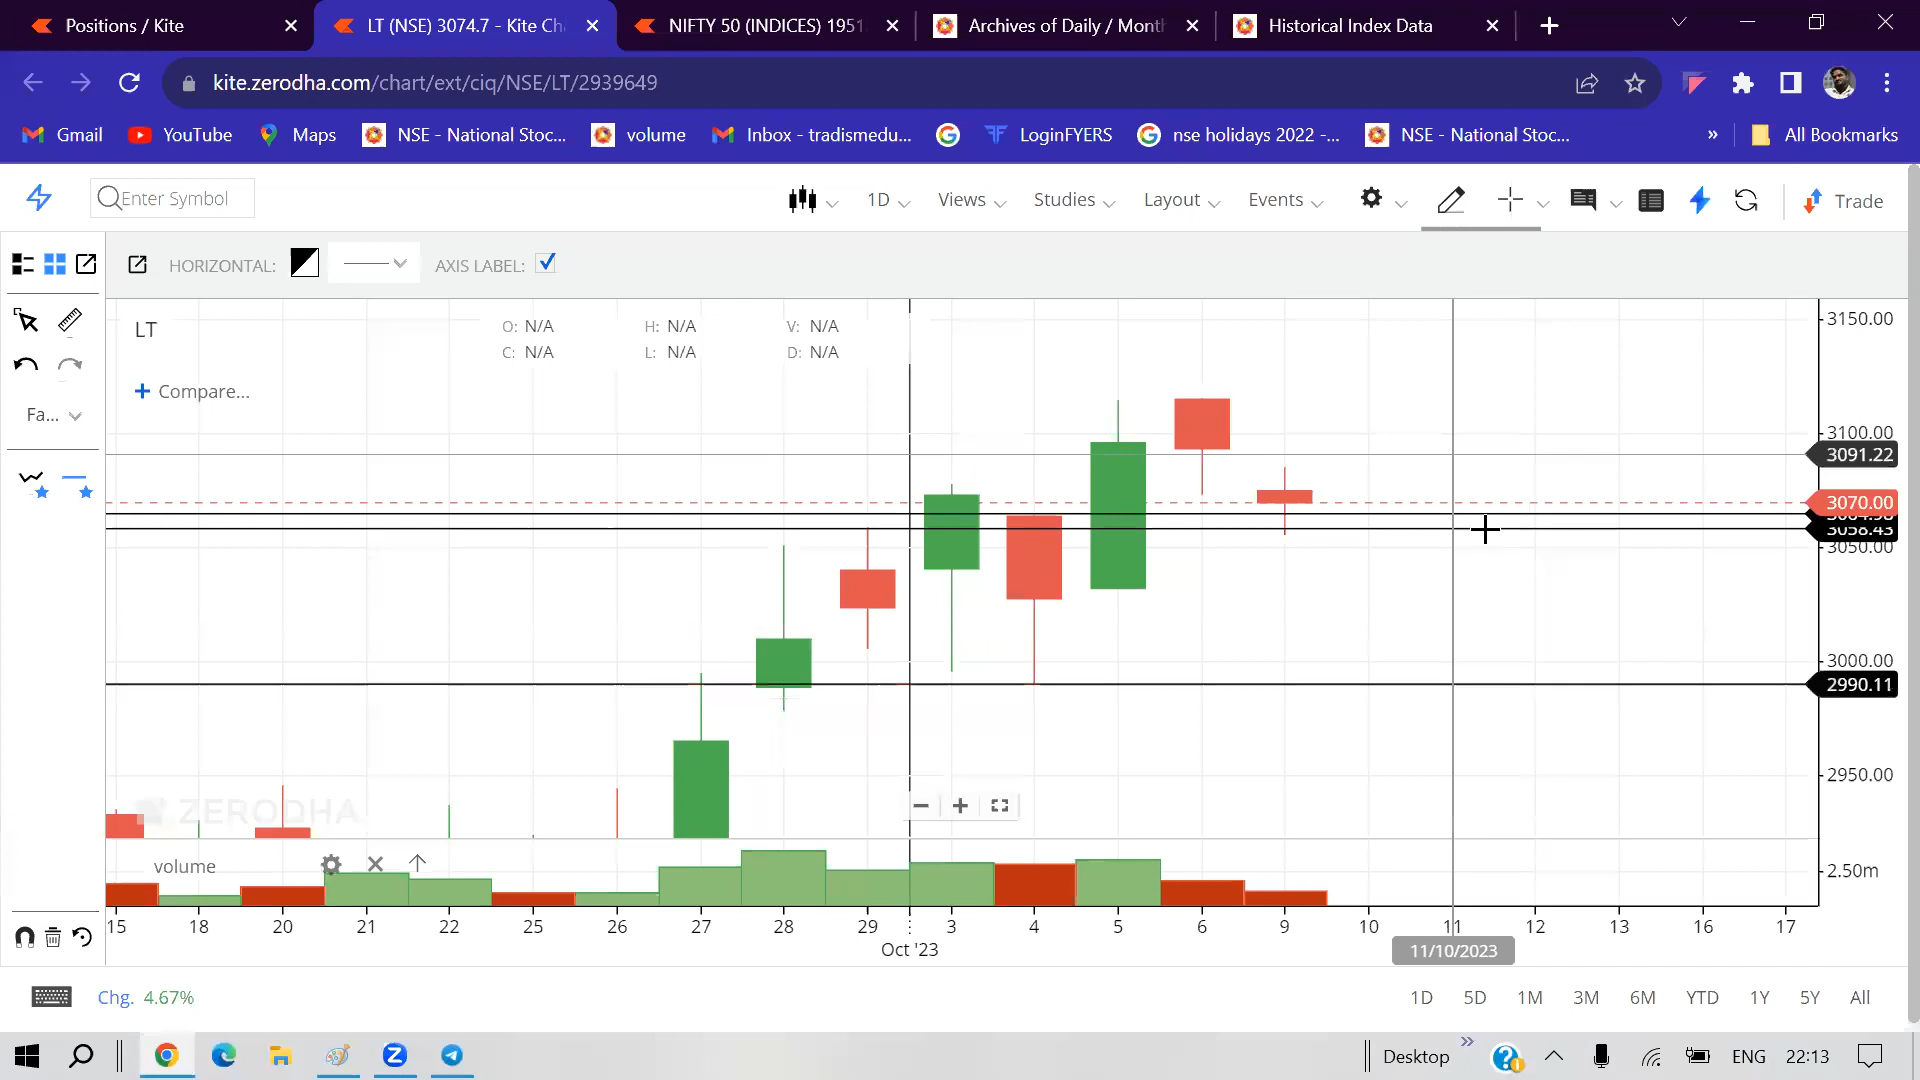 Positions / Kite
LT (NSE) 3074.7 - Kite Ch
NIFTY 50 (INDICES) 1951
Archives of Daily / Month
Historical Index Data
kite.zerodha.com/chart/ext/ciq/NSE/LT/2939649
Gmail YouTube Maps NSE - National Stoc... volume Inbox - tradismedu... LoginFYERS nse holidays 2022 -... NSE - National Stoc... » All Bookmarks
Enter Symbol 1D Views Studies Layout Events Trade
HORIZONTAL: AXIS LABEL:
LT
O: N/A H: N/A V: N/A
C: N/A L: N/A D: N/A
+ Compare...
Fa...
3150.00
3100.00
3091.22
3070.00
3058.43
3050.00
3000.00
2990.11
2950.00
ZERODHA
volume
2.50m
15 18 20 21 22 25 26 27 28 29 3 4 5 6 9 10 11 12 13 16 17
Oct '23
11/10/2023
Chg. 4.67%
1D 5D 1M 3M 6M YTD 1Y 5Y All
Desktop » ENG 22:13